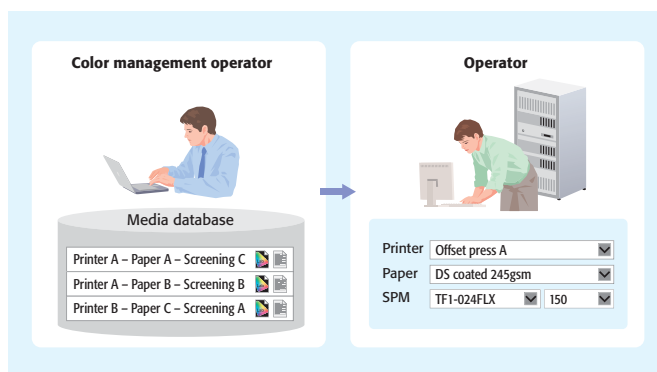 Color management operator
Media database
Printer A – Paper A – Screening C
Printer A – Paper B – Screening B
Printer B – Paper C – Screening A
Operator
Printer Offset press A
Paper DS coated 245gsm
SPM TF1-024FLX 150